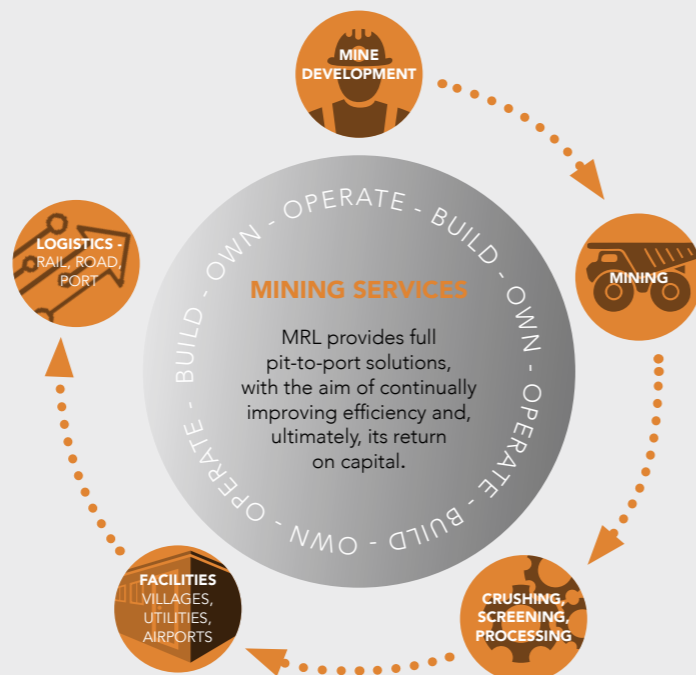 MINE
DEVELOPMENT
LOGISTICS -
RAIL, ROAD,
PORT
MINING
BUILD - OWN - OPERATE - BUILD - OWN - OPERATE - BUILD - OWN - OPERATE -
MINING SERVICES
MRL provides full
pit-to-port solutions,
with the aim of continually
improving efficiency and,
ultimately, its return
on capital.
FACILITIES
VILLAGES,
UTILITIES,
AIRPORTS
CRUSHING,
SCREENING,
PROCESSING